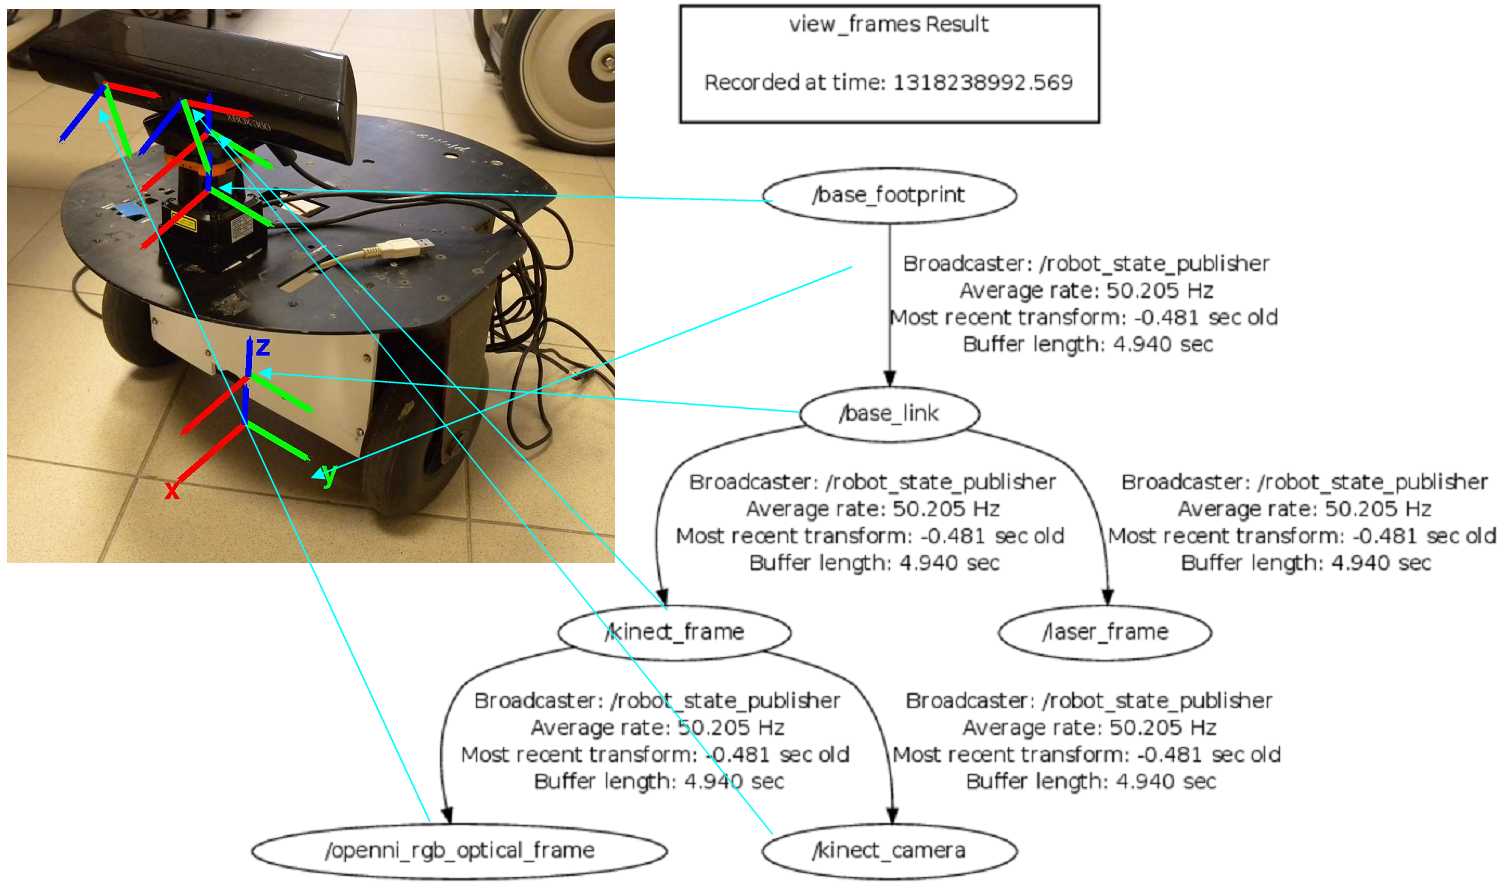 view_frames Result
Recorded at time: 1318238992.569
XBOX360
z
y
x
/base_footprint
Broadcaster: /robot_state_publisher
Average rate: 50.205 Hz
Most recent transform: -0.481 sec old
Buffer length: 4.940 sec
/base_link
Broadcaster: /robot_state_publisher
Average rate: 50.205 Hz
Most recent transform: -0.481 sec old
Buffer length: 4.940 sec
Broadcaster: /robot_state_publisher
Average rate: 50.205 Hz
Most recent transform: -0.481 sec old
Buffer length: 4.940 sec
/kinect_frame
/laser_frame
Broadcaster: /robot_state_publisher
Average rate: 50.205 Hz
Most recent transform: -0.481 sec old
Buffer length: 4.940 sec
Broadcaster: /robot_state_publisher
Average rate: 50.205 Hz
Most recent transform: -0.481 sec old
Buffer length: 4.940 sec
/openni_rgb_optical_frame
/kinect_camera